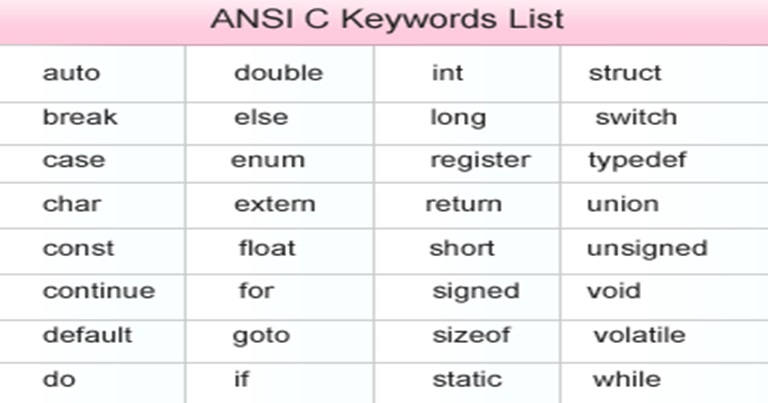 ANSI C Keywords List
auto double int struct
break else long switch
case enum register typedef
char extern return union
const float short unsigned
continue for signed void
default goto sizeof volatile
do if static while